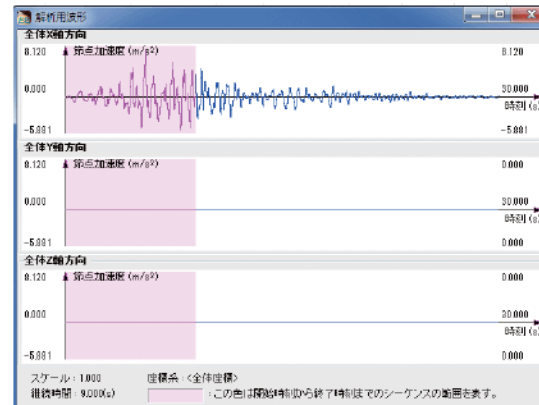 解析用波形
全体X軸方向
8.120 節点加速度 (m/s²) 8.120
0.000 30.000
時刻 (s)
-5.881 -5.881
全体Y軸方向
8.120 節点加速度 (m/s²) 0.000
0.000 30.000
時刻 (s)
-5.881 0.000
全体Z軸方向
8.120 節点加速度 (m/s²) 0.000
0.000 30.000
時刻 (s)
-5.881 0.000
スケール：1.000 座標系：<全体座標>
継続時間：9.000(s) ：この色は開始時刻から終了時刻までのシーケンスの範囲を表す。